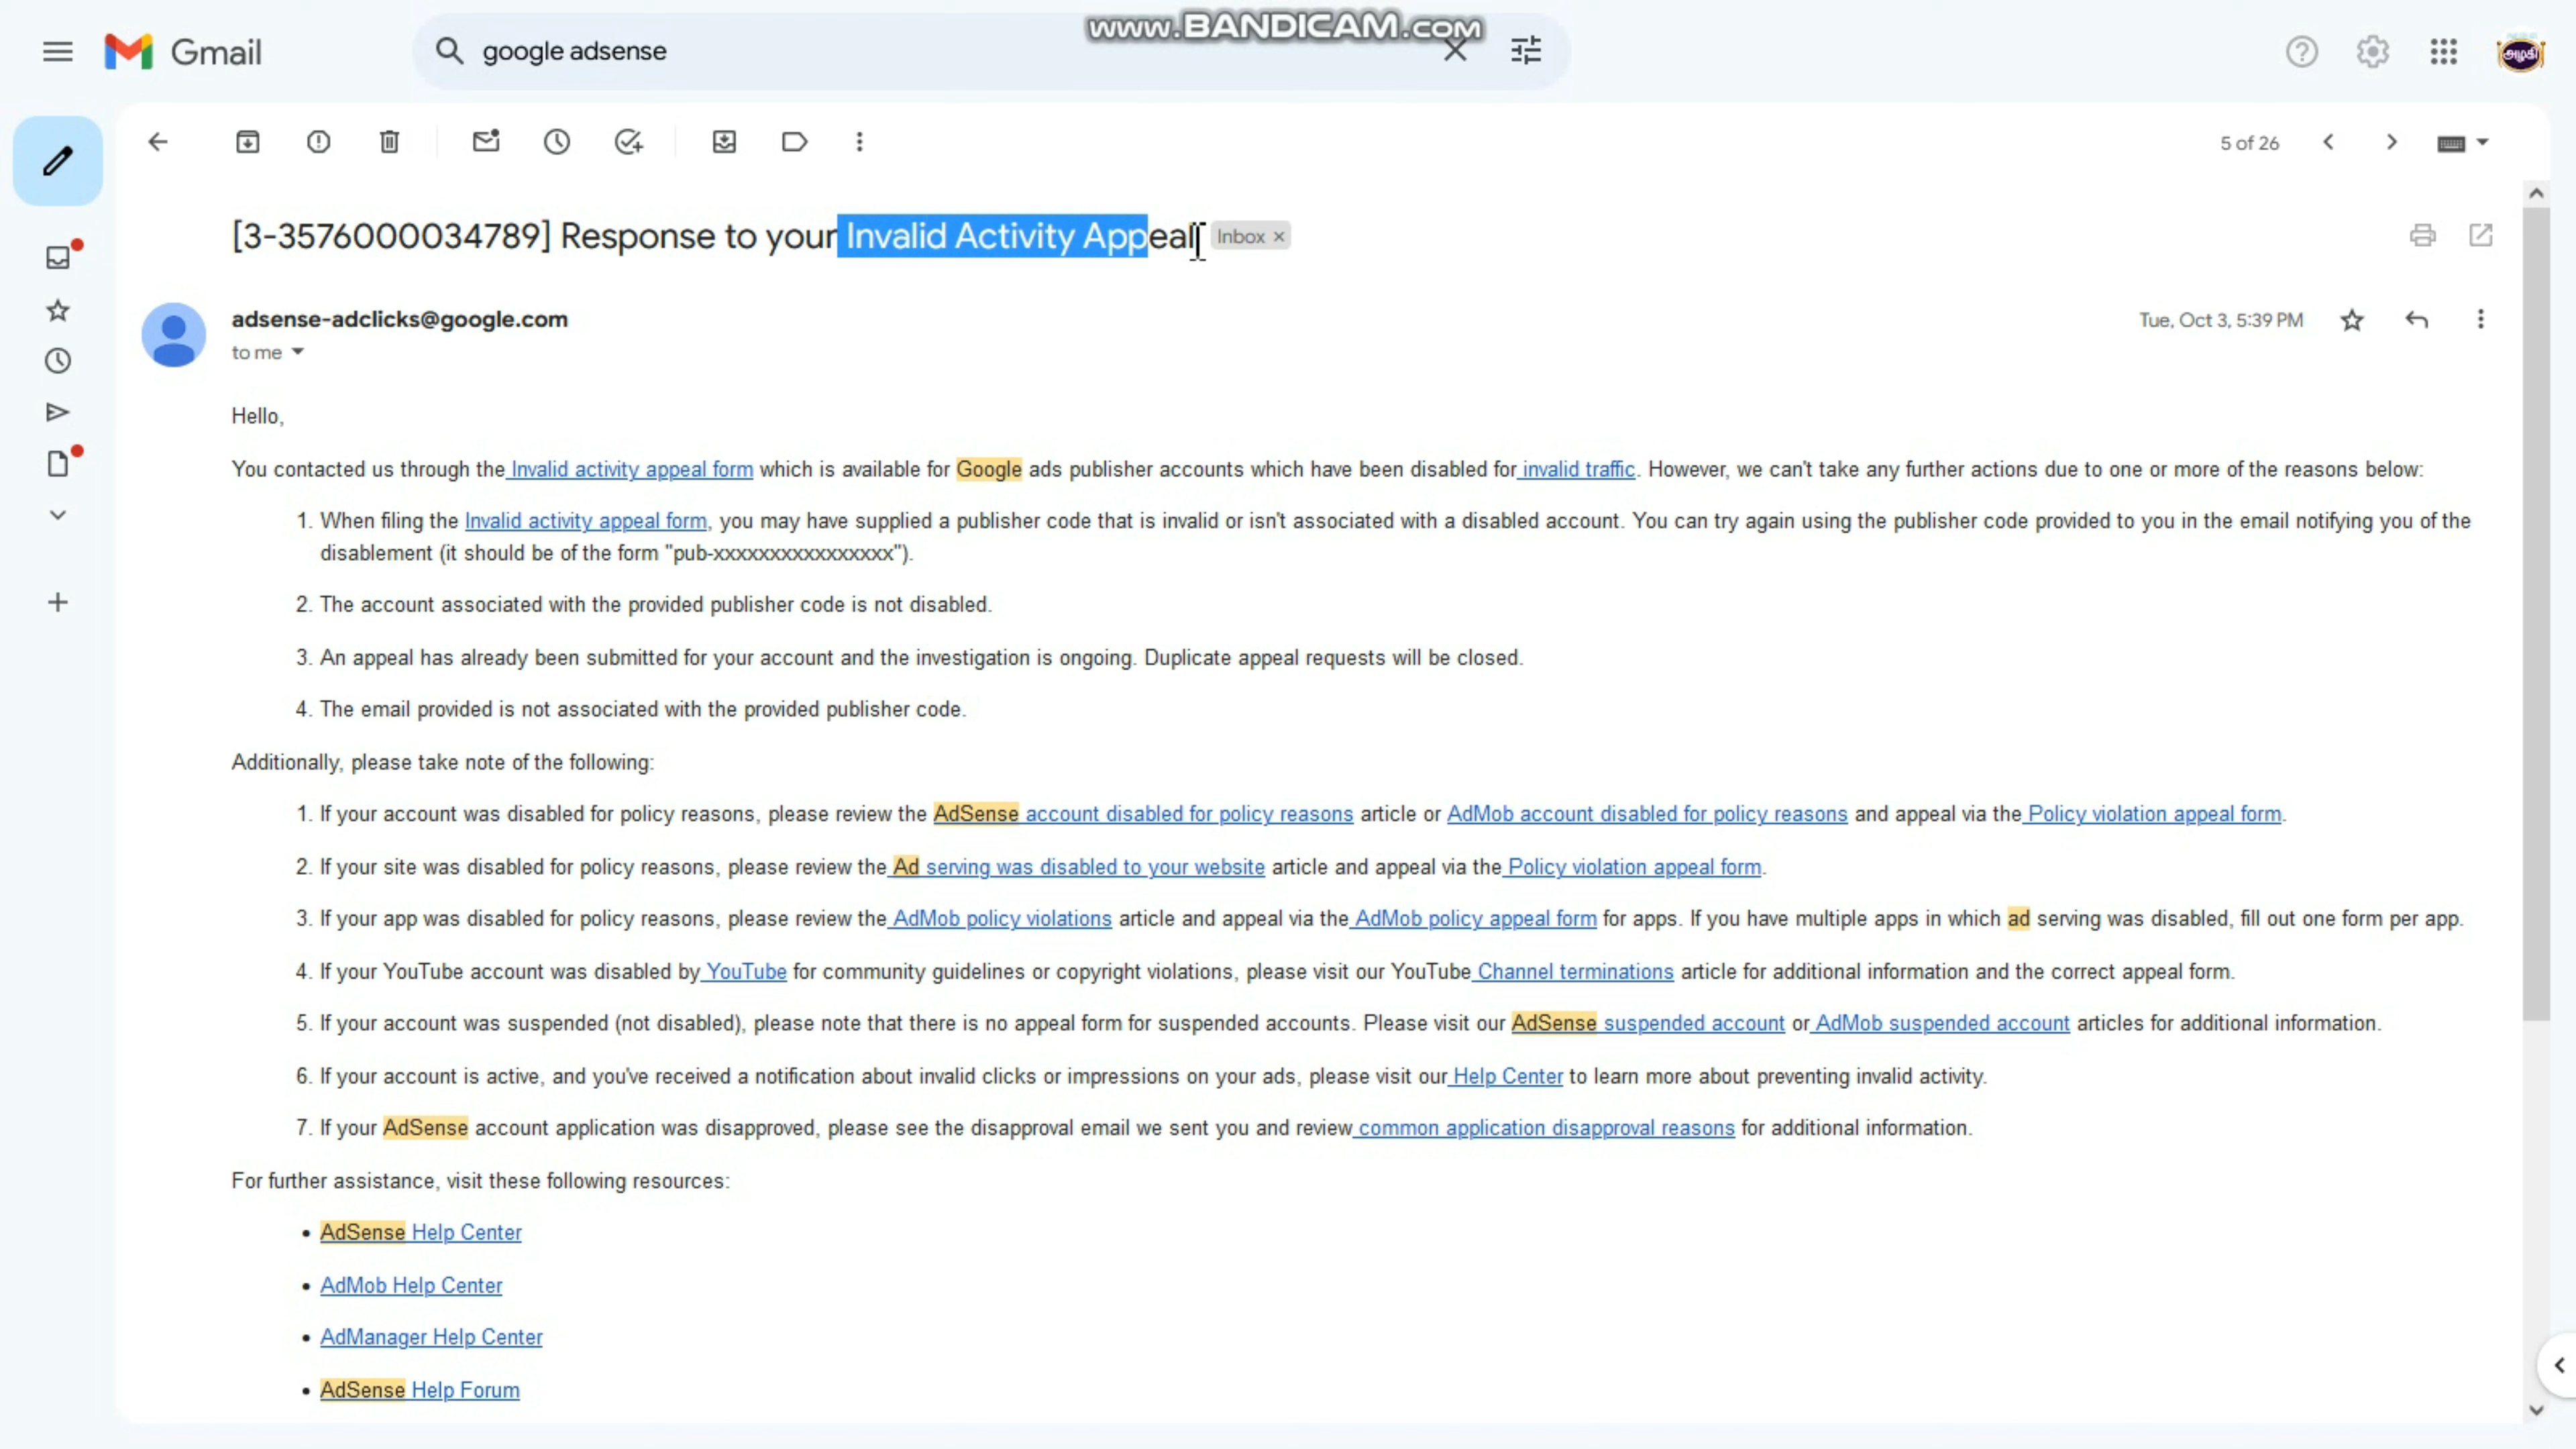 www.BANDICAM.com
Gmail
google adsense
அழகி
5 of 26
[3-3576000034789] Response to your Invalid Activity Appeal
Inbox ×
adsense-adclicks@google.com
Tue, Oct 3, 5:39 PM
to me
Hello,
You contacted us through the Invalid activity appeal form which is available for Google ads publisher accounts which have been disabled for invalid traffic. However, we can't take any further actions due to one or more of the reasons below:
1. When filing the Invalid activity appeal form, you may have supplied a publisher code that is invalid or isn't associated with a disabled account. You can try again using the publisher code provided to you in the email notifying you of the
disablement (it should be of the form "pub-xxxxxxxxxxxxxxxx").
2. The account associated with the provided publisher code is not disabled.
3. An appeal has already been submitted for your account and the investigation is ongoing. Duplicate appeal requests will be closed.
4. The email provided is not associated with the provided publisher code.
Additionally, please take note of the following:
1. If your account was disabled for policy reasons, please review the AdSense account disabled for policy reasons article or AdMob account disabled for policy reasons and appeal via the Policy violation appeal form.
2. If your site was disabled for policy reasons, please review the Ad serving was disabled to your website article and appeal via the Policy violation appeal form.
3. If your app was disabled for policy reasons, please review the AdMob policy violations article and appeal via the AdMob policy appeal form for apps. If you have multiple apps in which ad serving was disabled, fill out one form per app.
4. If your YouTube account was disabled by YouTube for community guidelines or copyright violations, please visit our YouTube Channel terminations article for additional information and the correct appeal form.
5. If your account was suspended (not disabled), please note that there is no appeal form for suspended accounts. Please visit our AdSense suspended account or AdMob suspended account articles for additional information.
6. If your account is active, and you've received a notification about invalid clicks or impressions on your ads, please visit our Help Center to learn more about preventing invalid activity.
7. If your AdSense account application was disapproved, please see the disapproval email we sent you and review common application disapproval reasons for additional information.
For further assistance, visit these following resources:
• AdSense Help Center
• AdMob Help Center
• AdManager Help Center
• AdSense Help Forum